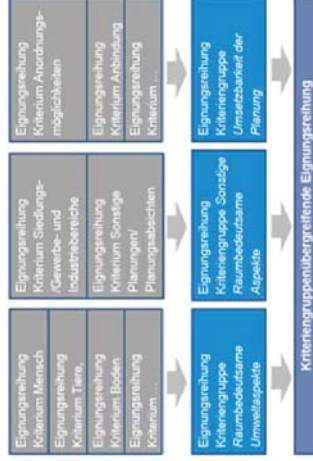 Eignungsreihung
Kriterium Mensch
Eignungsreihung
Kriterium Tiere,
Eignungsreihung
Kriterium Boden
Eignungsreihung
Kriterium ...
Eignungsreihung
Kriterium Siedlungs-
/Gewerbe- und
Industriebereiche
Eignungsreihung
Kriterium Sonstige
Planungen/
Planungsabsichten
Eignungsreihung
Kriterium Anordnungs-
möglichkeiten
Eignungsreihung
Kriterium Anbindung
Eignungsreihung
Kriterium ...
Eignungsreihung
Kriteriengruppe
Raumbedeutsame
Umweltaspekte
Eignungsreihung
Kriteriengruppe Sonstige
Raumbedeutsame
Aspekte
Eignungsreihung
Kriteriengruppe
Umsetzbarkeit der
Planung
Kriteriengruppenübergreifende Eignungsreihung